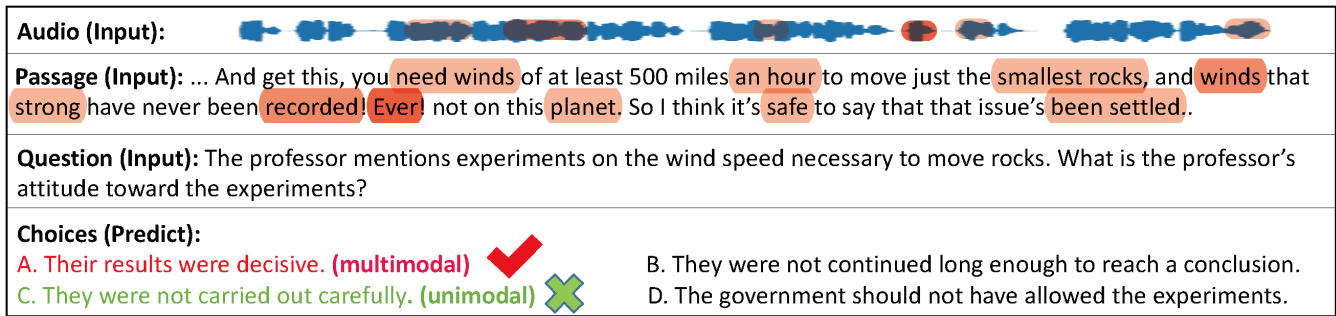 Audio (Input):
Passage (Input): ... And get this, you need winds of at least 500 miles an hour to move just the smallest rocks, and winds that
strong have never been recorded! Ever! not on this planet. So I think it’s safe to say that that issue’s been settled..
Question (Input): The professor mentions experiments on the wind speed necessary to move rocks. What is the professor’s
attitude toward the experiments?
Choices (Predict):
A. Their results were decisive. (multimodal)
B. They were not continued long enough to reach a conclusion.
C. They were not carried out carefully. (unimodal)
D. The government should not have allowed the experiments.